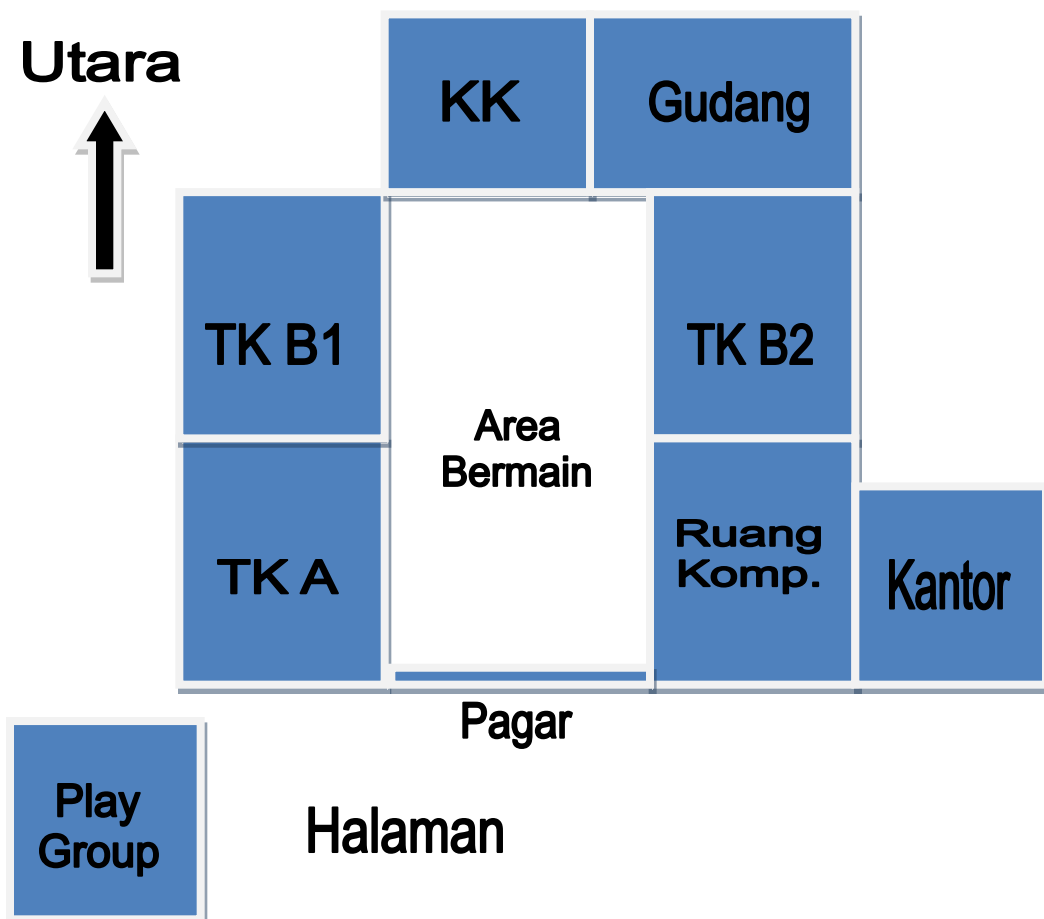 Utara
KK
Gudang
TK B1
TK B2
Area
Bermain
TK A
Ruang
Komp.
Kantor
Pagar
Play
Group
Halaman